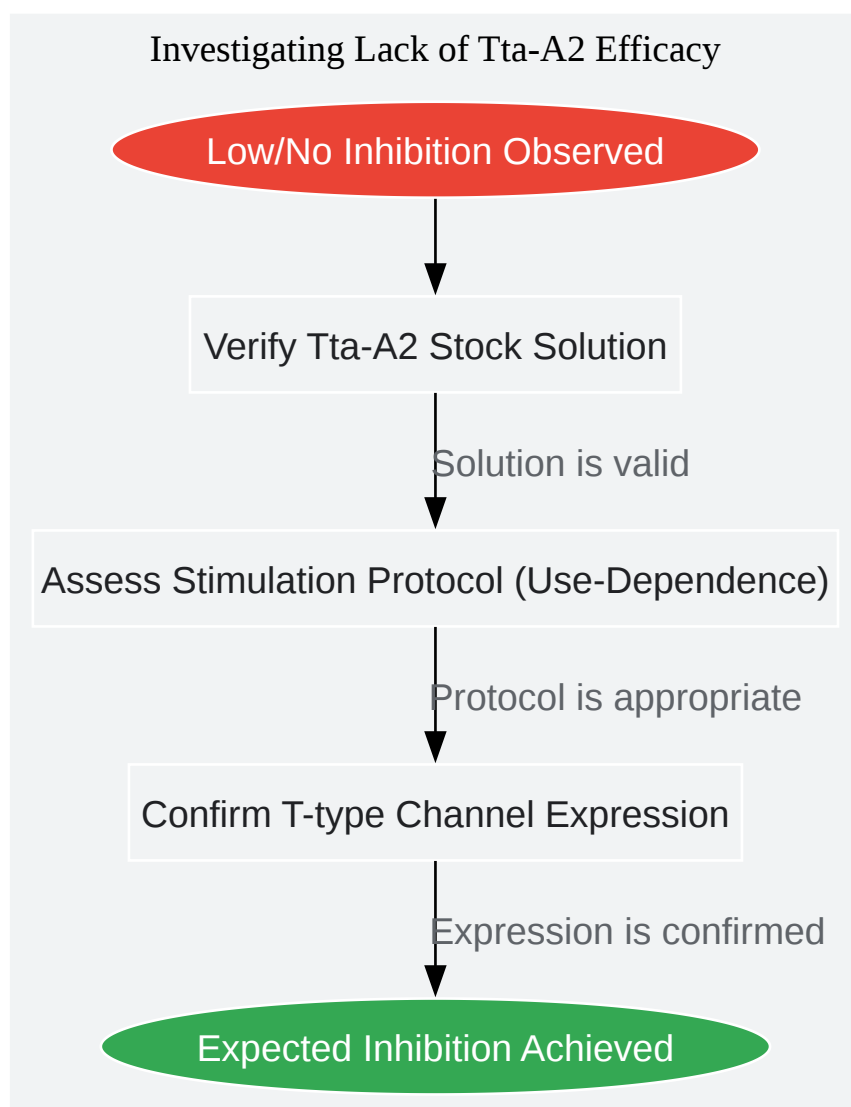 Investigating Lack of Tta-A2 Efficacy
Low/No Inhibition Observed
Verify Tta-A2 Stock Solution
Solution is valid
Assess Stimulation Protocol (Use-Dependence)
Protocol is appropriate
Confirm T-type Channel Expression
Expression is confirmed
Expected Inhibition Achieved